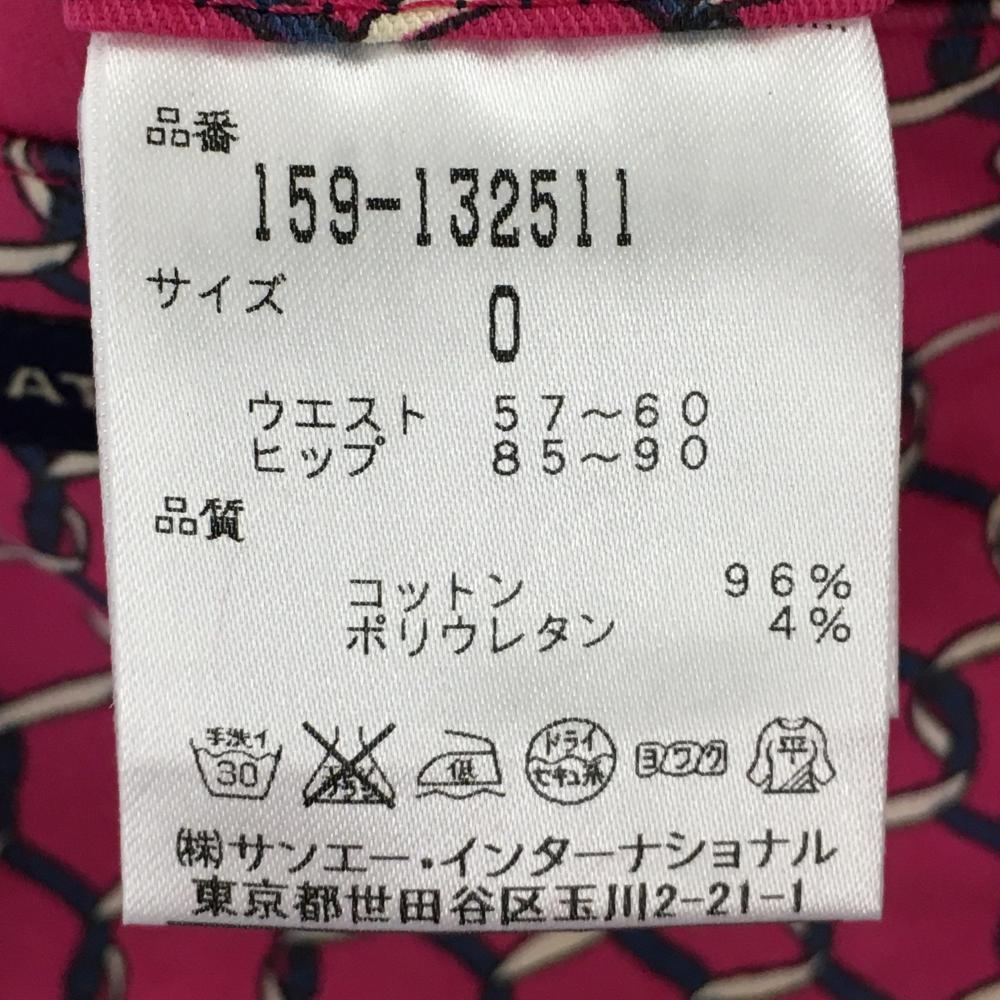 品番
159-132511
サイズ
0
ウエスト 57～60
ヒップ 85～90
品質
コットン 96%
ポリウレタン 4%
手洗イ 30 低 ドライ セキユ系 ヨワク 平
㈱サンエー・インターナショナル
東京都世田谷区玉川2-21-1
AT